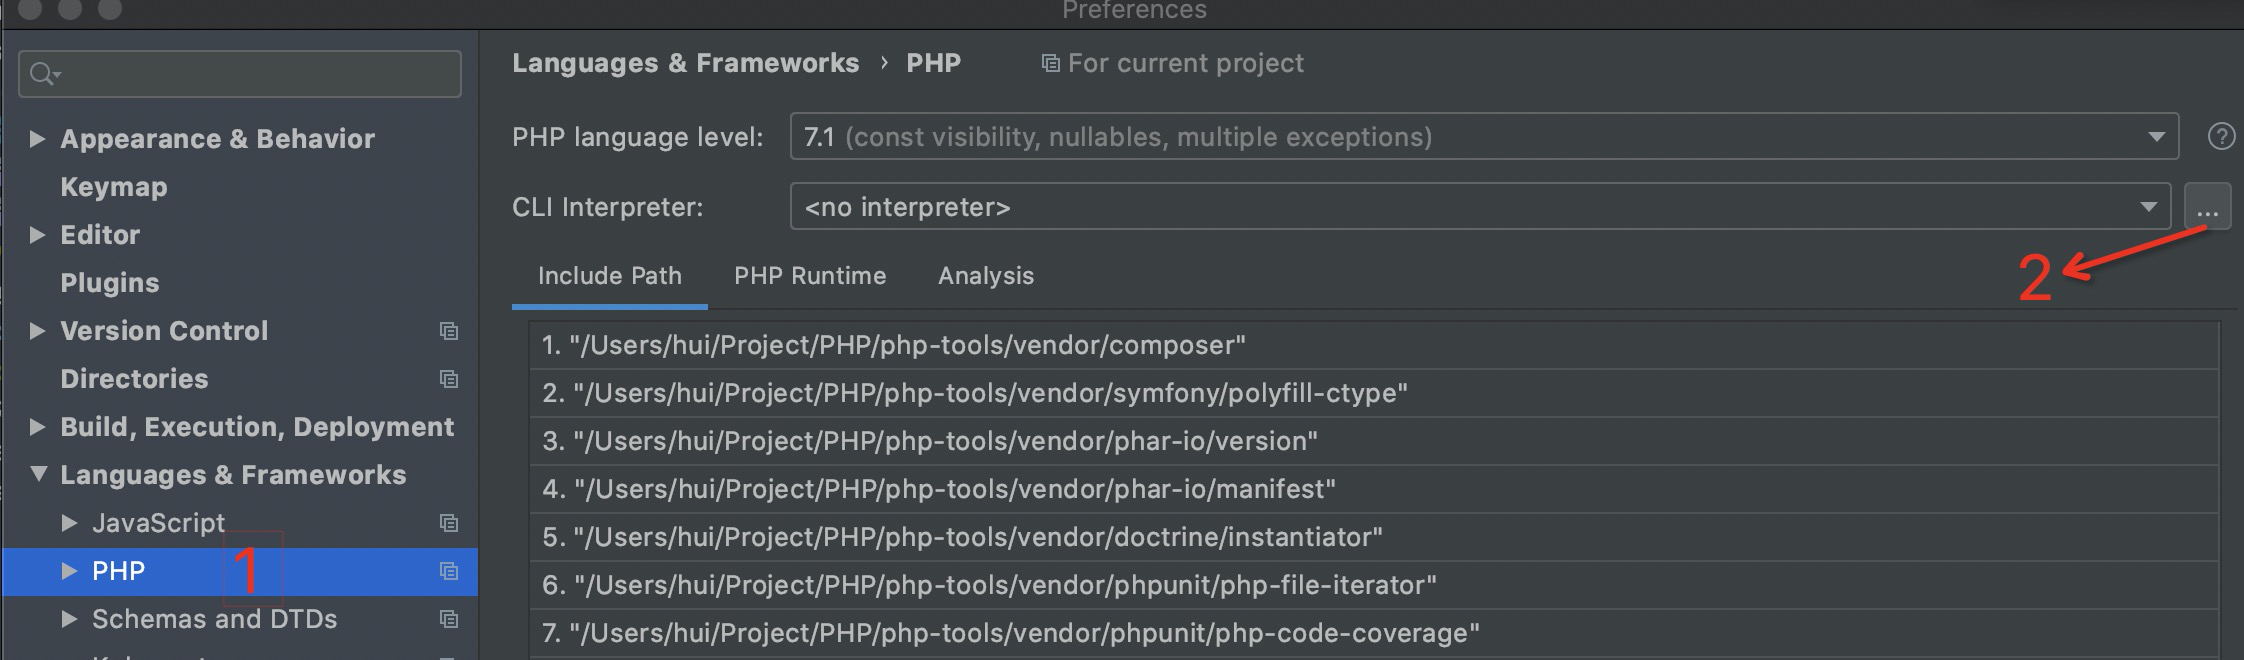 Preferences
Languages & Frameworks › PHP
For current project
Appearance & Behavior
Keymap
Editor
Plugins
Version Control
Directories
Build, Execution, Deployment
Languages & Frameworks
JavaScript
PHP
1
Schemas and DTDs
PHP language level:
7.1 (const visibility, nullables, multiple exceptions)
?
CLI Interpreter:
<no interpreter>
...
2
Include Path
PHP Runtime
Analysis
1. "/Users/hui/Project/PHP/php-tools/vendor/composer"
2. "/Users/hui/Project/PHP/php-tools/vendor/symfony/polyfill-ctype"
3. "/Users/hui/Project/PHP/php-tools/vendor/phar-io/version"
4. "/Users/hui/Project/PHP/php-tools/vendor/phar-io/manifest"
5. "/Users/hui/Project/PHP/php-tools/vendor/doctrine/instantiator"
6. "/Users/hui/Project/PHP/php-tools/vendor/phpunit/php-file-iterator"
7. "/Users/hui/Project/PHP/php-tools/vendor/phpunit/php-code-coverage"